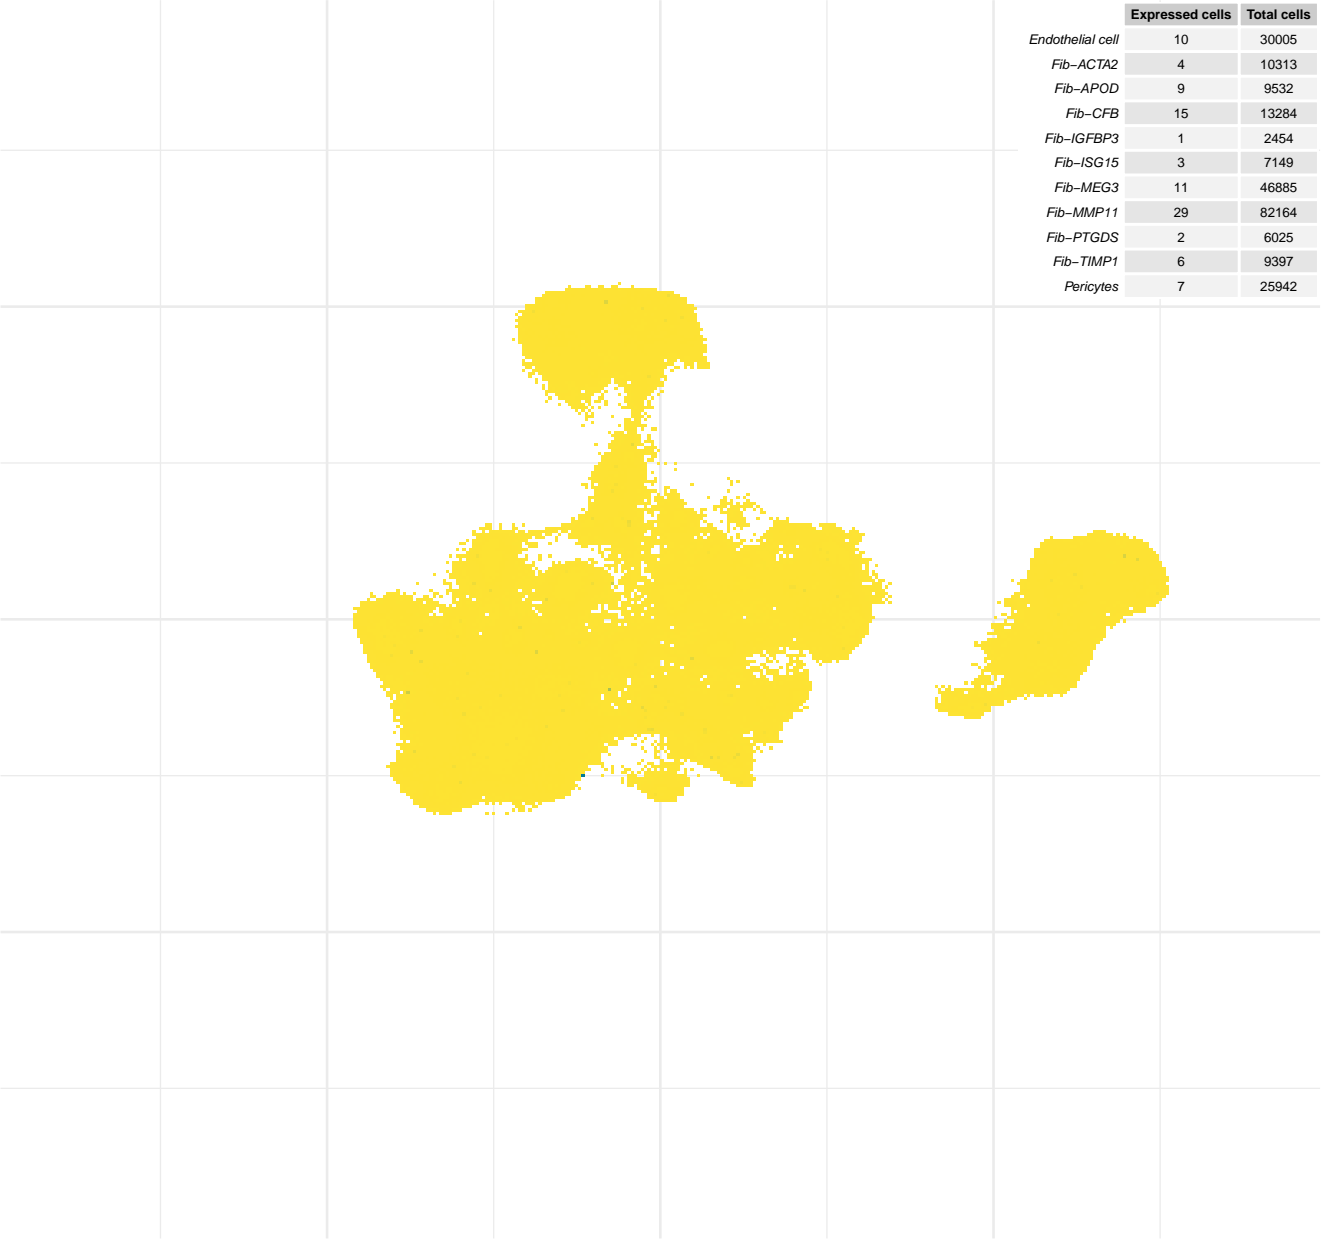 Expressed cells Total cells
Endothelial cell 10 30005
Fib−ACTA2 4 10313
Fib−APOD 9 9532
Fib−CFB 15 13284
Fib−IGFBP3 1 2454
Fib−ISG15 3 7149
Fib−MEG3 11 46885
Fib−MMP11 29 82164
Fib−PTGDS 2 6025
Fib−TIMP1 6 9397
Pericytes 7 25942